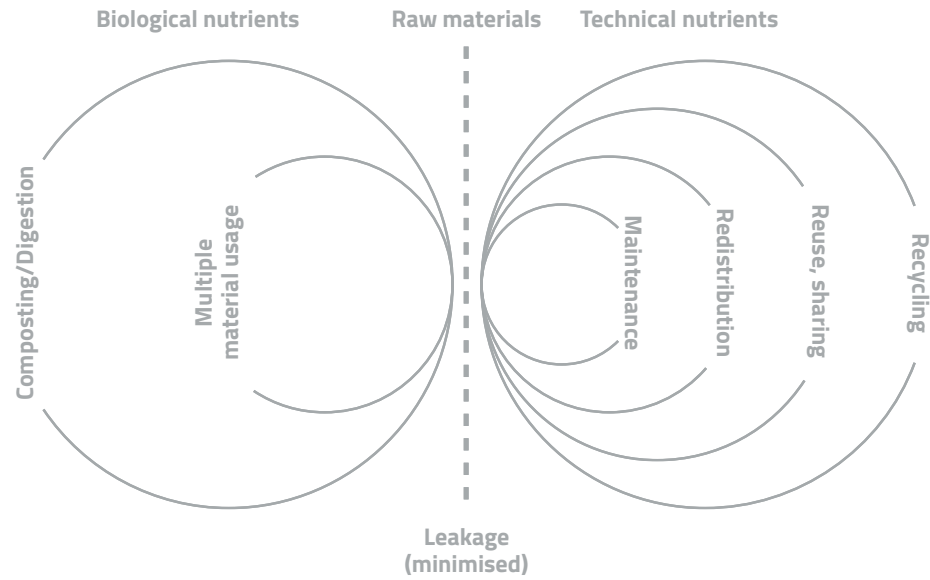 Biological nutrients
Raw materials
Technical nutrients
Composting/Digestion
Multiple
material usage
Maintenance
Redistribution
Reuse, sharing
Recycling
Leakage
(minimised)